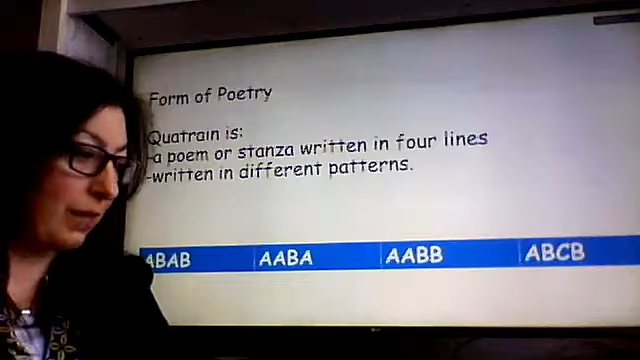 Form of Poetry
Quatrain is:
-a poem or stanza written in four lines
-written in different patterns.
ABAB AABA AABB ABCB